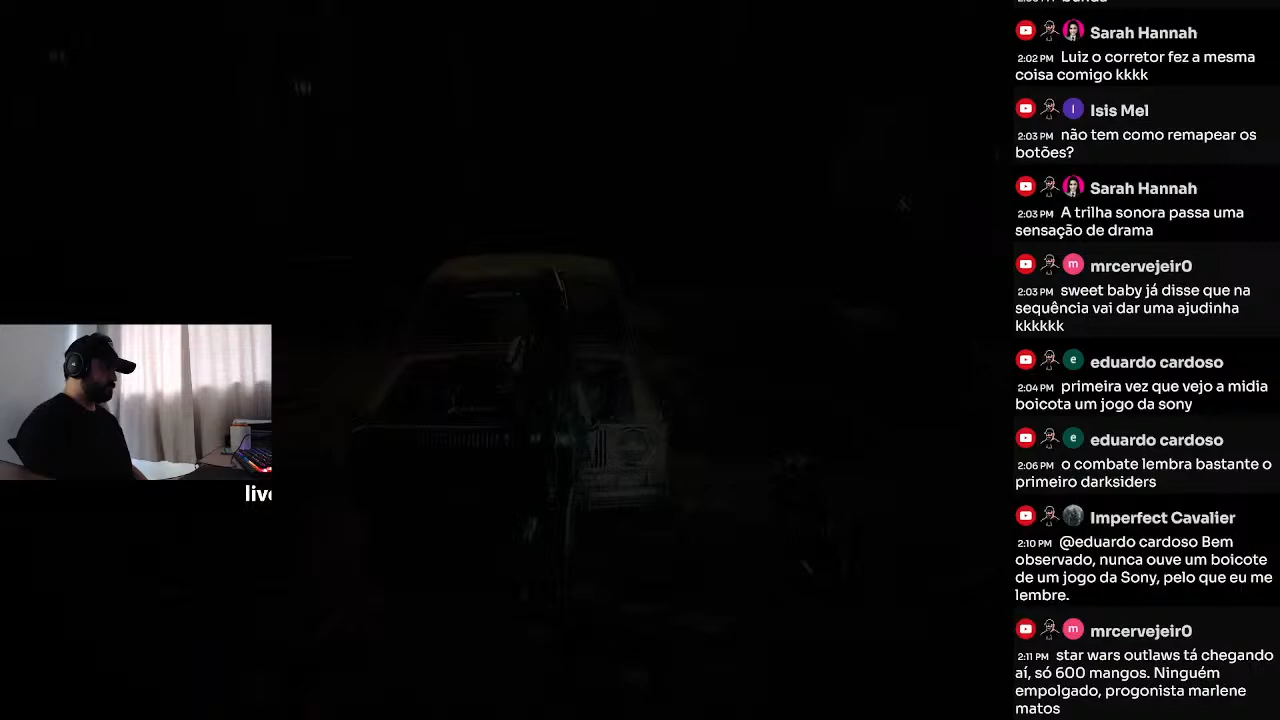 Sarah Hannah
2:02 PM Luiz o corretor fez a mesma
coisa comigo kkkk
I Isis Mel
2:03 PM não tem como remapear os
botões?
Sarah Hannah
2:03 PM A trilha sonora passa uma
sensação de drama
m mrcervejeir0
2:03 PM sweet baby já disse que na
sequência vai dar uma ajudinha
kkkkkk
e eduardo cardoso
2:04 PM primeira vez que vejo a midia
boicota um jogo da sony
e eduardo cardoso
2:06 PM o combate lembra bastante o
primeiro darksiders
Imperfect Cavalier
2:10 PM @eduardo cardoso Bem
observado, nunca ouve um boicote
de um jogo da Sony, pelo que eu me
lembre.
m mrcervejeir0
2:11 PM star wars outlaws tá chegando
aí, só 600 mangos. Ninguém
empolgado, progonista marlene
matos
live